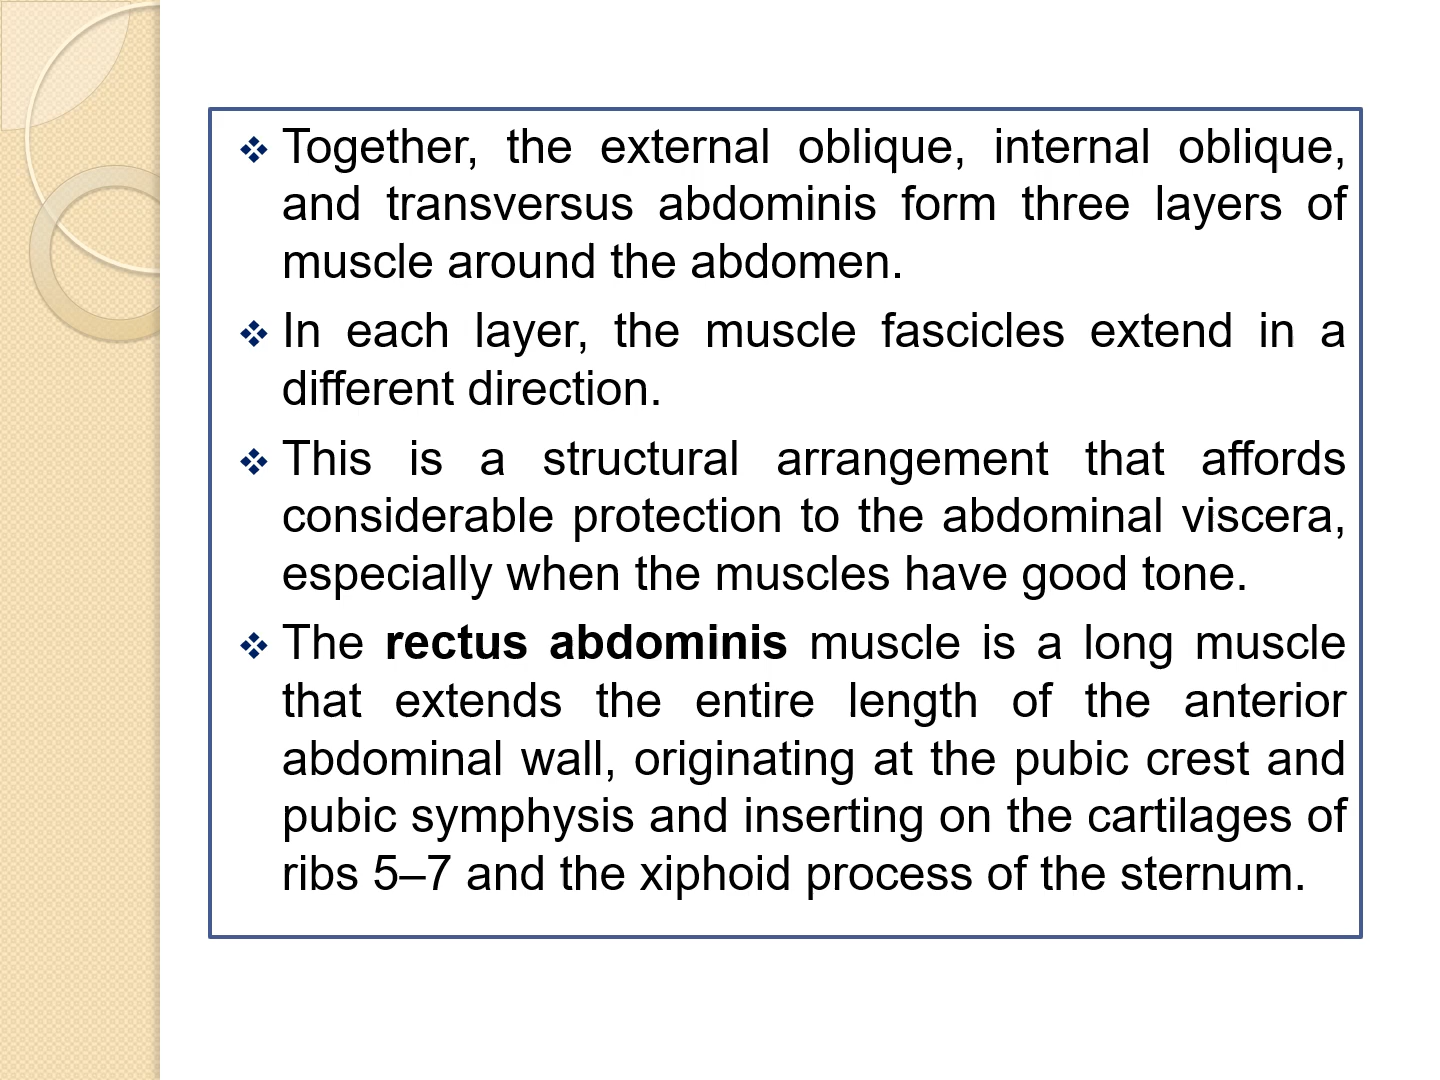 ❖ Together, the external oblique, internal oblique,
and transversus abdominis form three layers of
muscle around the abdomen.
❖ In each layer, the muscle fascicles extend in a
different direction.
❖ This is a structural arrangement that affords
considerable protection to the abdominal viscera,
especially when the muscles have good tone.
❖ The rectus abdominis muscle is a long muscle
that extends the entire length of the anterior
abdominal wall, originating at the pubic crest and
pubic symphysis and inserting on the cartilages of
ribs 5–7 and the xiphoid process of the sternum.